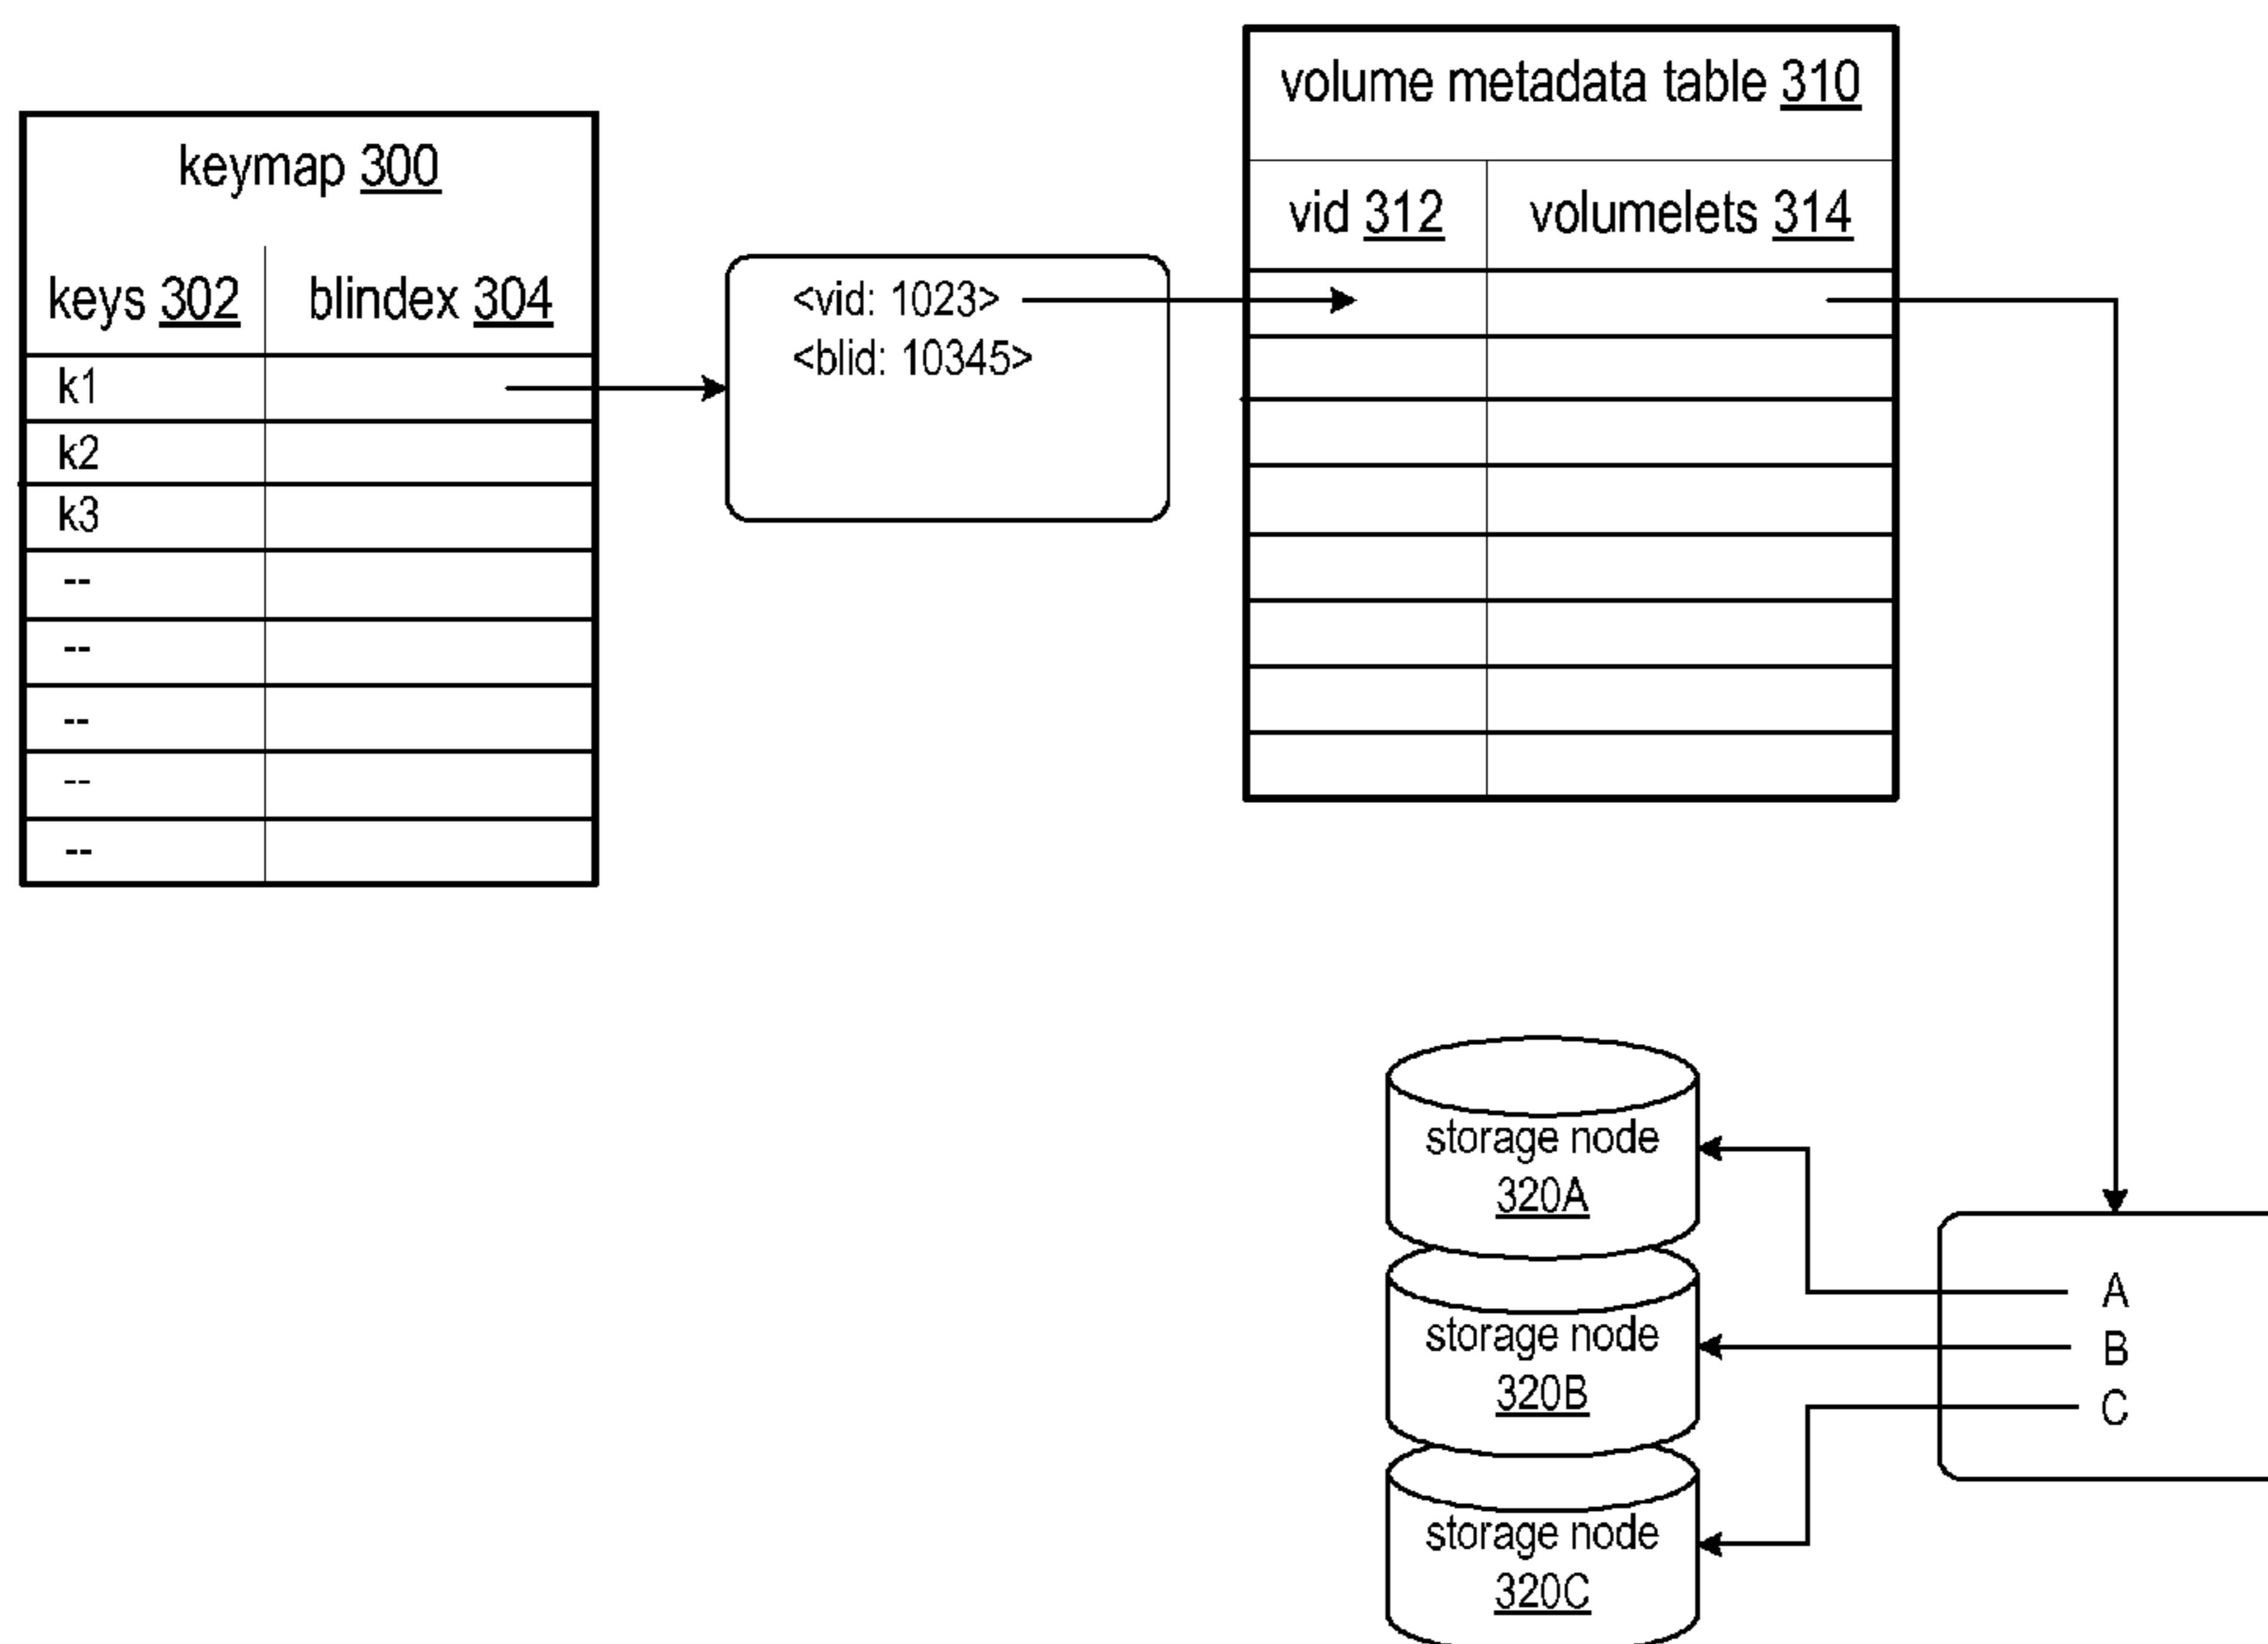 keymap 300
keys 302 blindex 304
k1
k2
k3
--
--
--
--
--
<vid: 1023>
<blid: 10345>
volume metadata table 310
vid 312 volumelets 314
storage node
320A
storage node
320B
storage node
320C
A
B
C